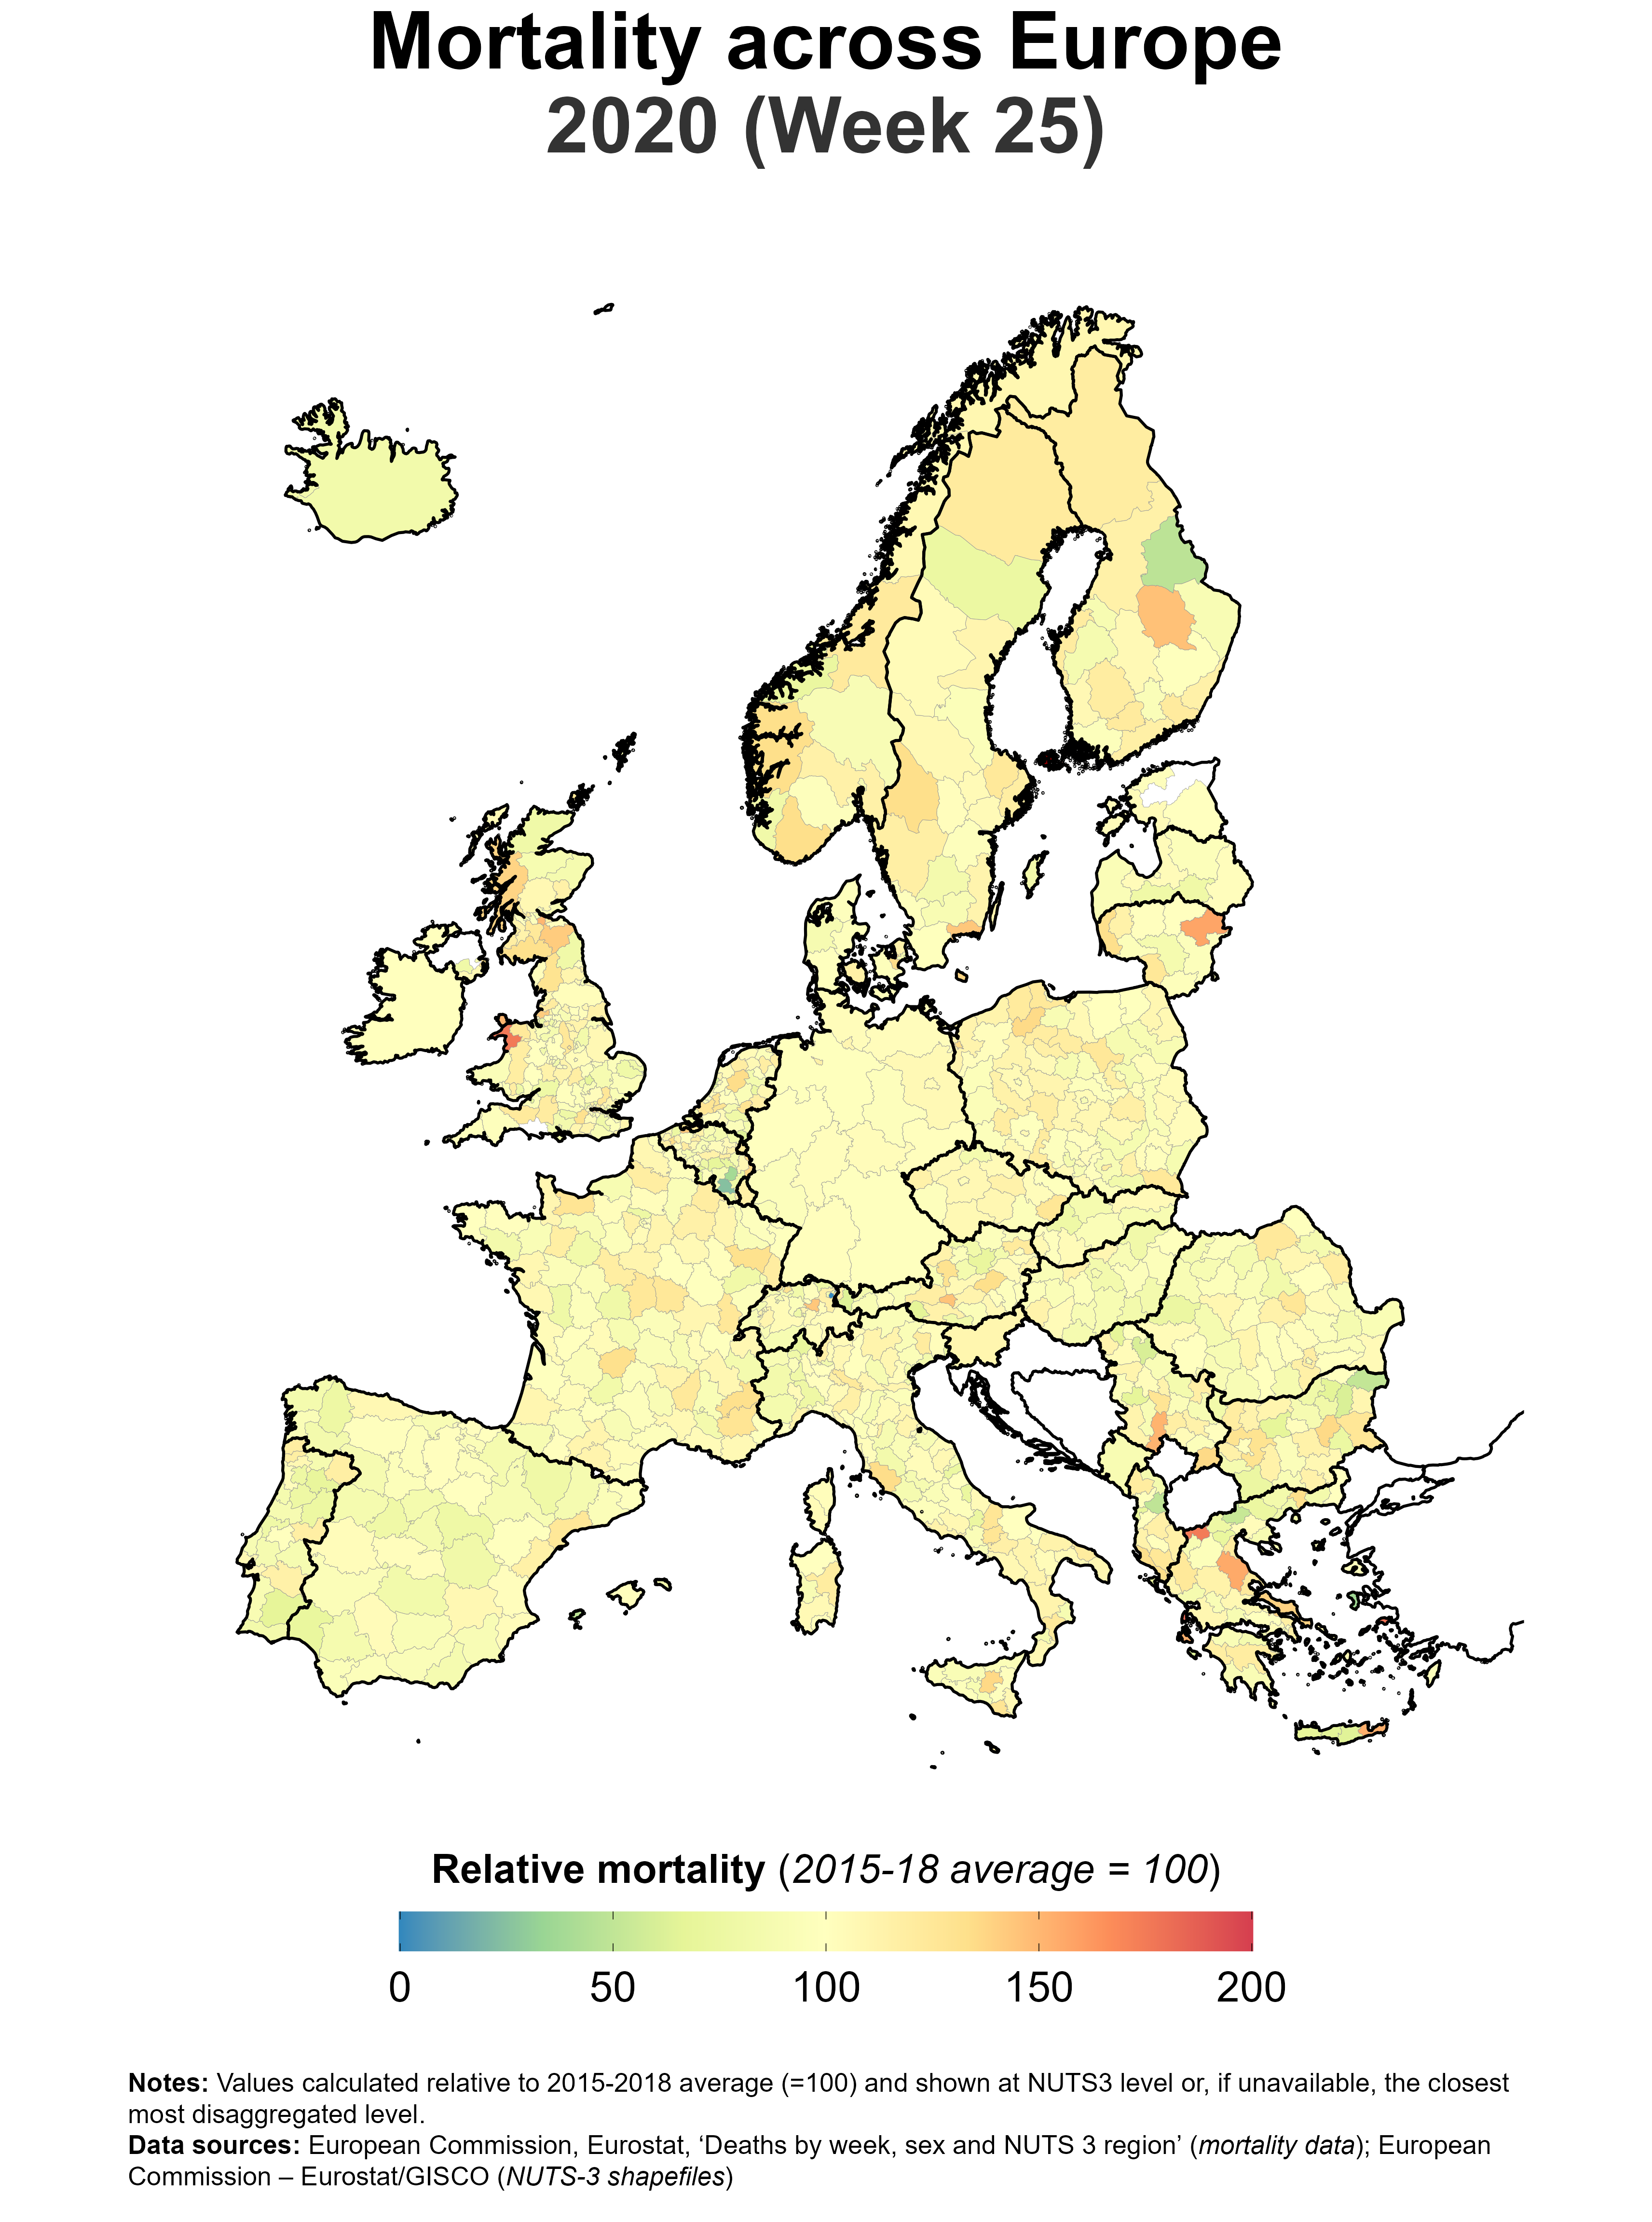 Mortality across Europe
2020 (Week 25)
Relative mortality (2015-18 average = 100)
0 50 100 150 200
Notes: Values calculated relative to 2015-2018 average (=100) and shown at NUTS3 level or, if unavailable, the closest
most disaggregated level.
Data sources: European Commission, Eurostat, ‘Deaths by week, sex and NUTS 3 region’ (mortality data); European
Commission – Eurostat/GISCO (NUTS-3 shapefiles)